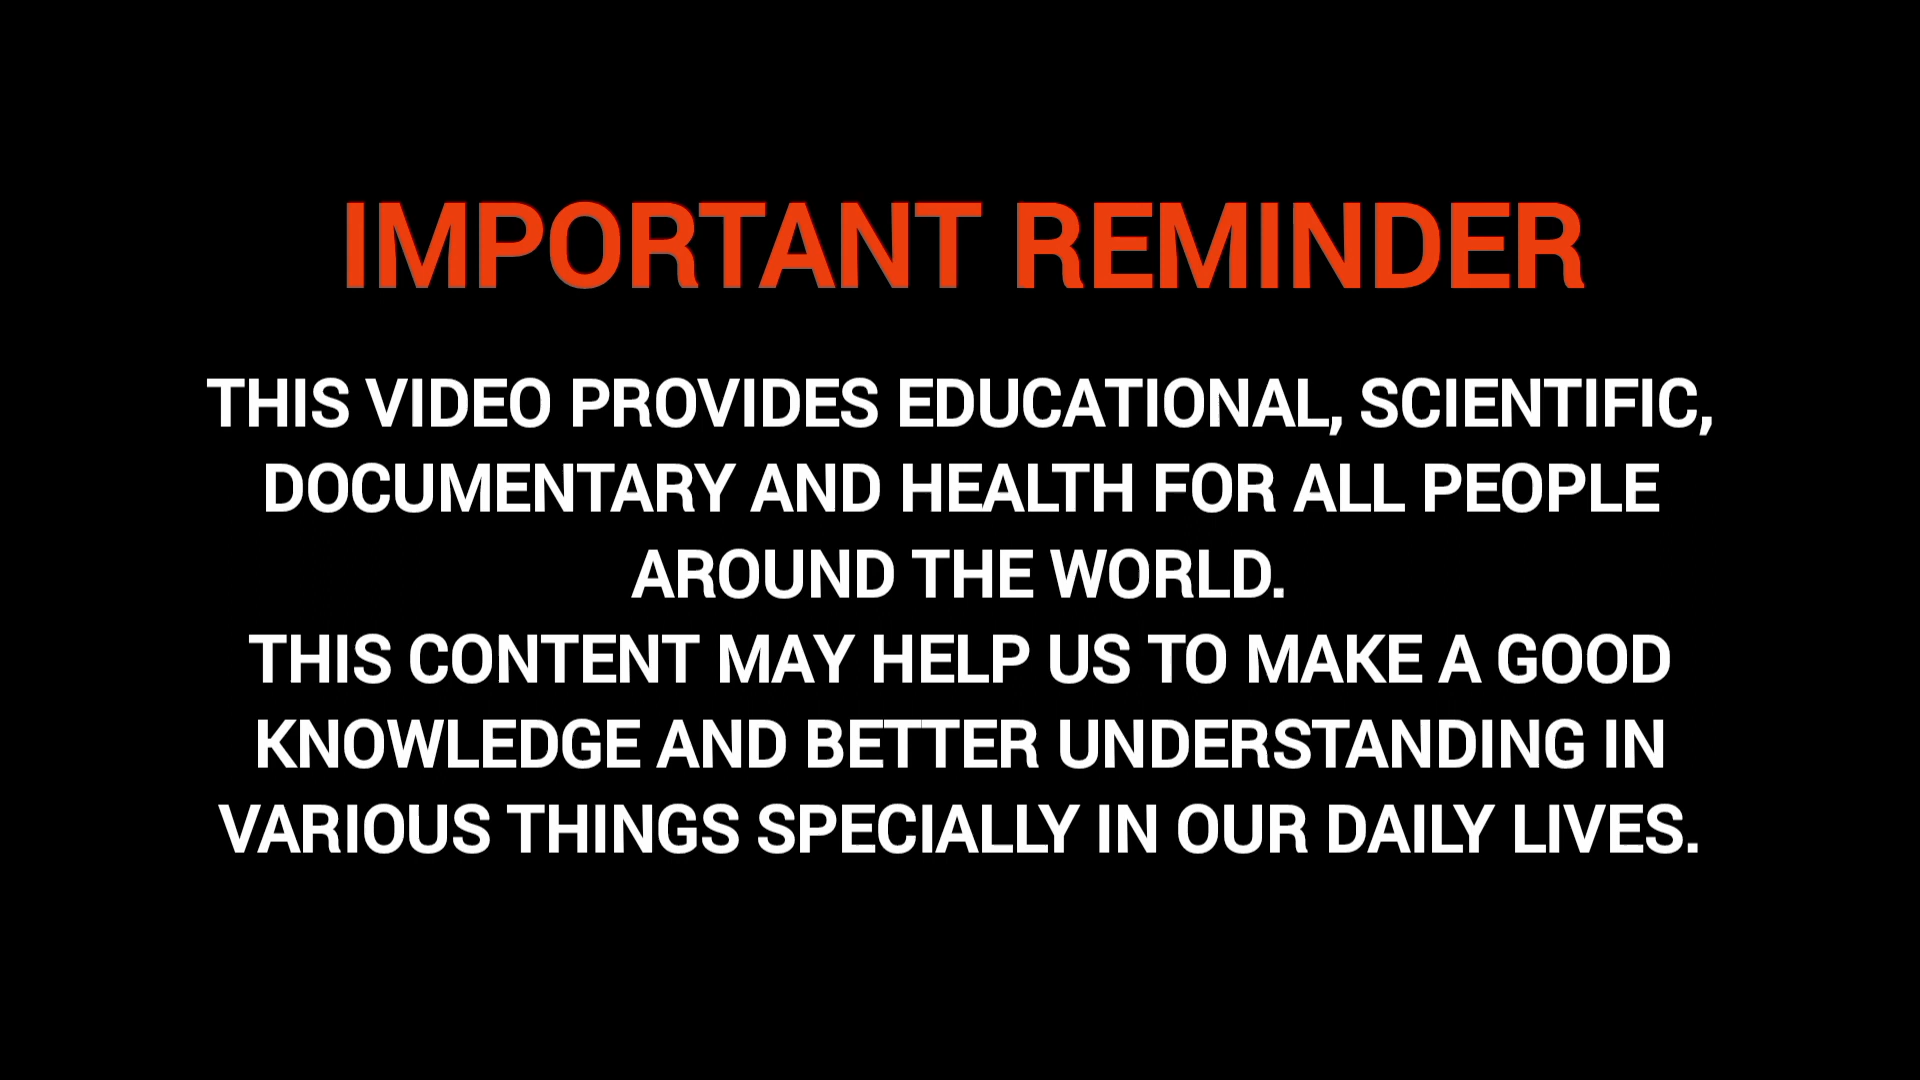 IMPORTANT REMINDER
THIS VIDEO PROVIDES EDUCATIONAL, SCIENTIFIC,
DOCUMENTARY AND HEALTH FOR ALL PEOPLE
AROUND THE WORLD.
THIS CONTENT MAY HELP US TO MAKE A GOOD
KNOWLEDGE AND BETTER UNDERSTANDING IN
VARIOUS THINGS SPECIALLY IN OUR DAILY LIVES.